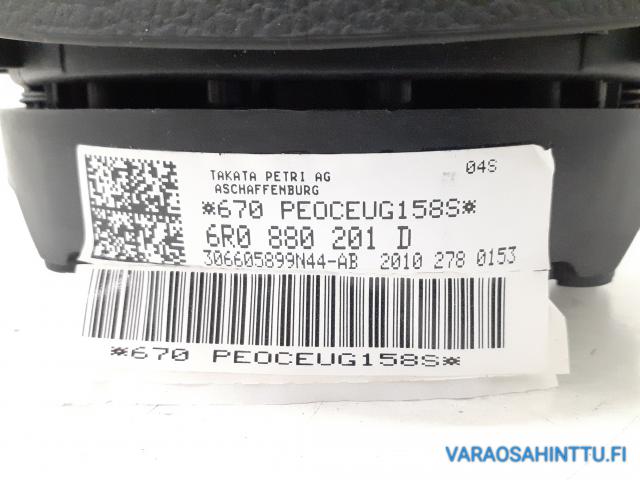 TAKATA PETRI AG 04S
ASCHAFFENBURG
*670 PEOCEUG158S*
6R0 880 201 D
306605899N44-AB 2010 278 0153
*670 PEOCEUG158S*
VARAOSAHINTTU.FI